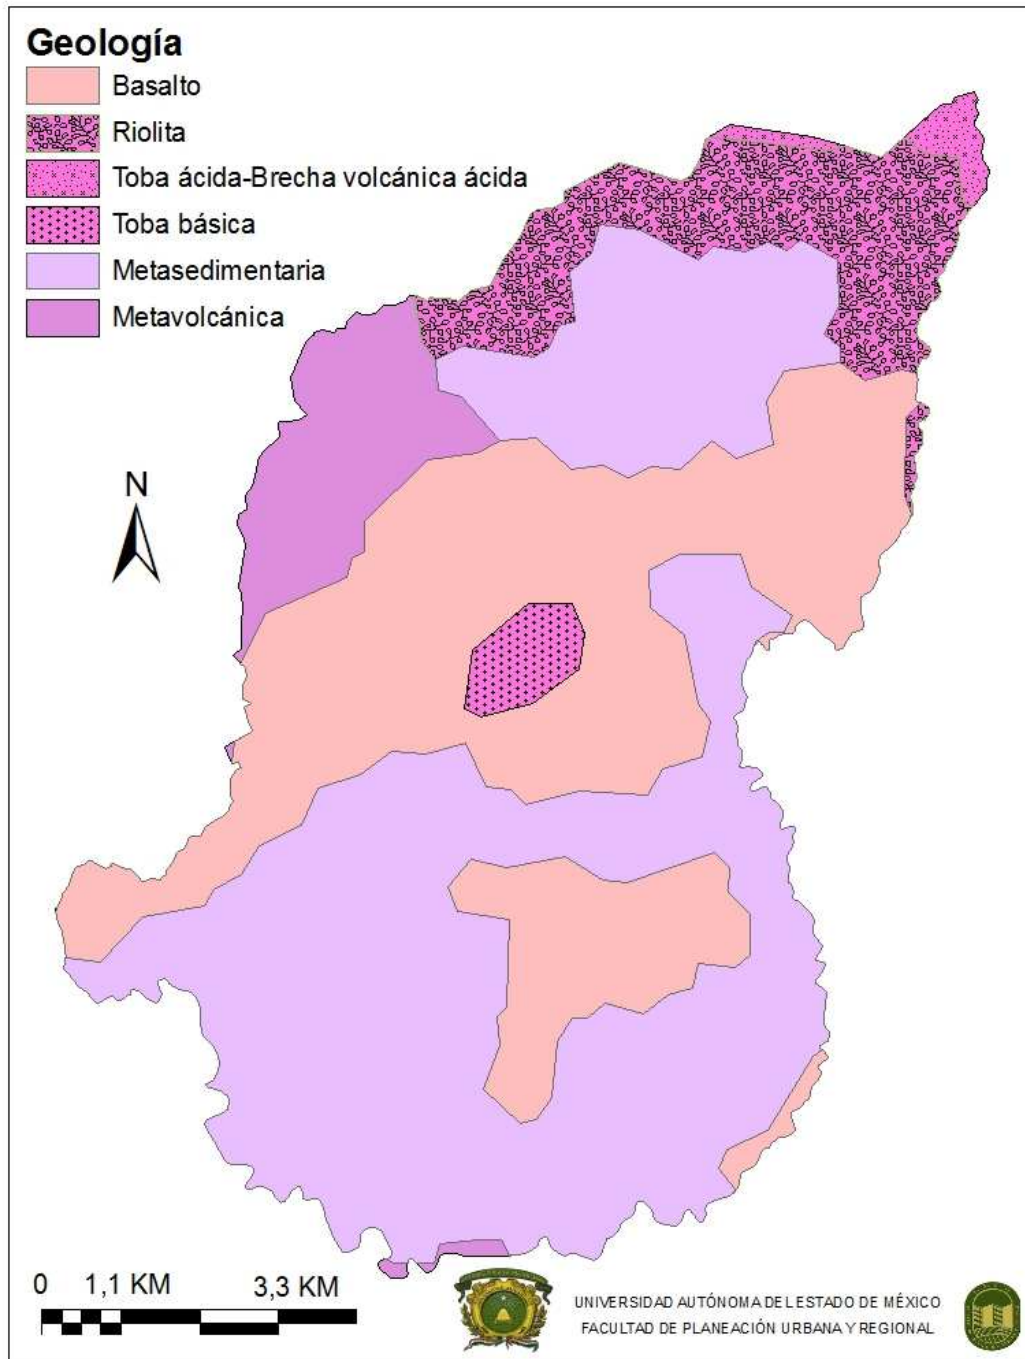 Geología
Basalto
Riolita
Toba ácida-Brecha volcánica ácida
Toba básica
Metasedimentaria
Metavolcánica
N
0 1,1 KM 3,3 KM
UNIVERSIDAD AUTÓNOMA DEL ESTADO DE MÉXICO
FACULTAD DE PLANEACIÓN URBANA Y REGIONAL